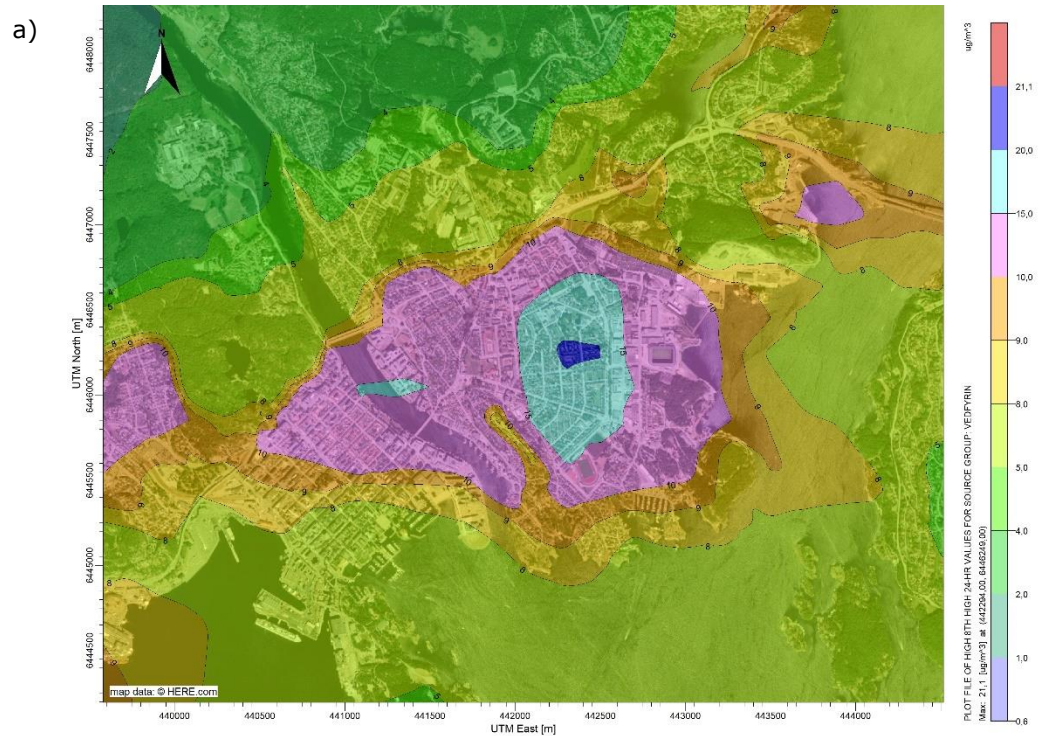 a)
ug/m^3
N
21,1
20,0
15,0
10,0
9,0
8,0
5,0
4,0
2,0
1,0
0.6
UTM North [m]
6448000
6447500
6447000
6446500
6446000
6445500
6445000
6444500
map data: © HERE.com
440000 440500 441000 441500 442000 442500 443000 443500 444000
UTM East [m]
PLOT FILE OF HIGH 8TH HIGH 24-HR VALUES FOR SOURCE GROUP: VEDFYRIN
Max: 21,1 [ug/m^3] at (442294,00, 6446249,00)